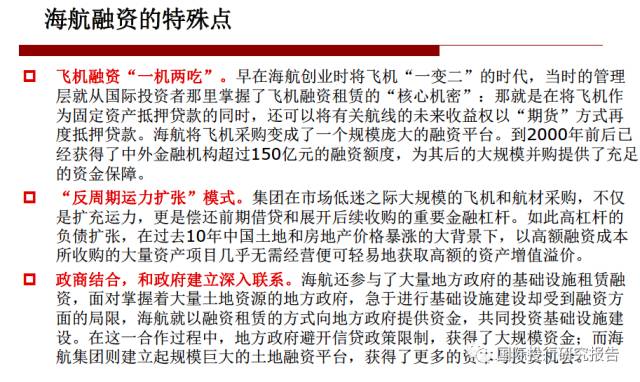 海航融资的特殊点
飞机融资“一机两吃”。早在海航创业时将飞机“一变二”的时代，当时的管理
层就从国际投资者那里掌握了飞机融资租赁的“核心机密”：那就是在将飞机作
为固定资产抵押贷款的同时，还可以将有关航线的未来收益权以“期货”方式再
度抵押贷款。海航将飞机采购变成了一个规模庞大的融资平台。到2000年前后已
经获得了中外金融机构超过150亿元的融资额度，为其后的大规模并购提供了充足
的资金保障。
“反周期运力扩张”模式。集团在市场低迷之际大规模的飞机和航材采购，不仅
是扩充运力，更是偿还前期借贷和展开后续收购的重要金融杠杆。如此高杠杆的
负债扩张，在过去10年中国土地和房地产价格暴涨的大背景下，以高额融资成本
所收购的大量资产项目几乎无需经营便可轻易地获取高额的资产增值溢价。
政商结合，和政府建立深入联系。海航还参与了大量地方政府的基础设施租赁融
资，面对掌握着大量土地资源的地方政府，急于进行基础设施建设却受到融资方
面的局限，海航就以融资租赁的方式向地方政府提供资金，共同投资基础设施建
设。在这一合作过程中，地方政府避开信贷政策限制，获得了大规模资金；而海
航集团则建立起规模巨大的土地融资平台，获得了更多的资本
国际投行研究报告